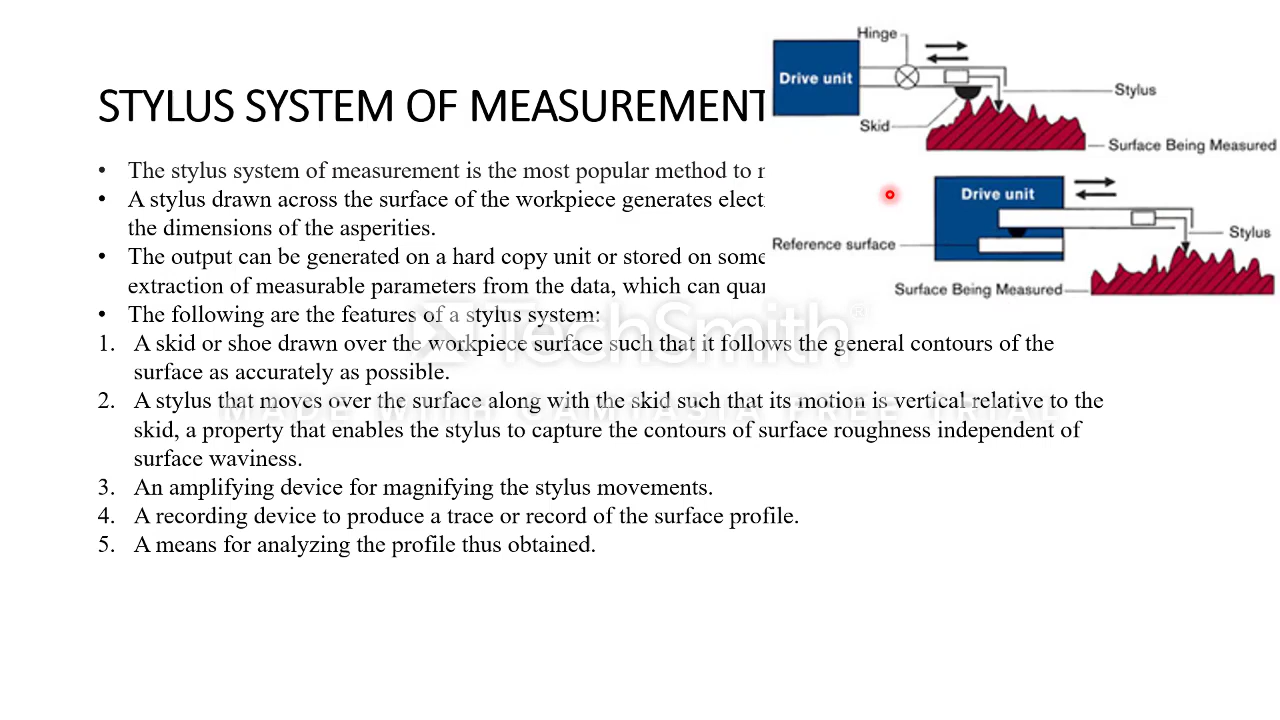 STYLUS SYSTEM OF MEASUREMENT
• The stylus system of measurement is the most popular method to
• A stylus drawn across the surface of the workpiece generates
the dimensions of the asperities.
• The output can be generated on a hard copy unit or stored on some
extraction of measurable parameters from the data, which can
• The following are the features of a stylus system:
1. A skid or shoe drawn over the workpiece surface such that it follows the general contours of the
surface as accurately as possible.
2. A stylus that moves over the surface along with the skid such that its motion is vertical relative to the
skid, a property that enables the stylus to capture the contours of surface roughness independent of
surface waviness.
3. An amplifying device for magnifying the stylus movements.
4. A recording device to produce a trace or record of the surface profile.
5. A means for analyzing the profile thus obtained.
Hinge
Drive unit
Stylus
Skid
Surface Being Measured
Drive unit
Stylus
Reference surface
Surface Being Measured
TechSmith®
MADE WITH CAMTASIA FREE TRIAL